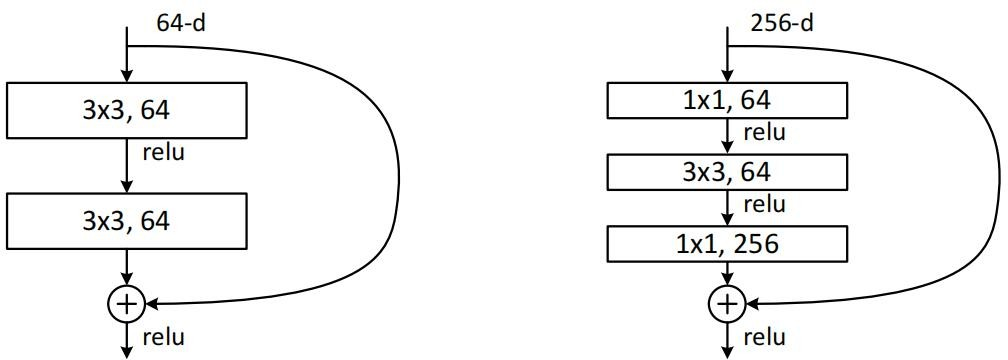 64-d
3x3, 64
relu
3x3, 64
relu
256-d
1x1, 64
relu
3x3, 64
relu
1x1, 256
relu